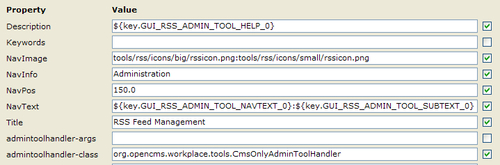 Property Value
Description ${key.GUI_RSS_ADMIN_TOOL_HELP_0}
Keywords
NavImage tools/rss/icons/big/rssicon.png:tools/rss/icons/small/rssicon.png
NavInfo Administration
NavPos 150.0
NavText ${key.GUI_RSS_ADMIN_TOOL_NAVTEXT_0}:${key.GUI_RSS_ADMIN_TOOL_SUBTEXT_0}
Title RSS Feed Management
admintoolhandler-args
admintoolhandler-class org.opencms.workplace.tools.CmsOnlyAdminToolHandler